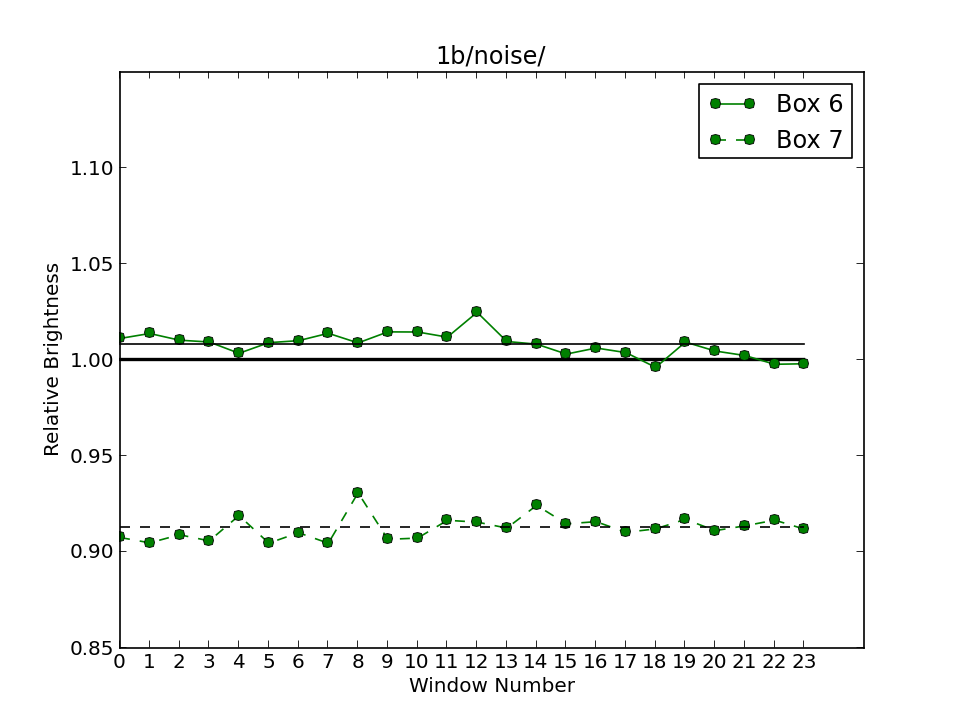 1b/noise/
Box 6
Box 7
Relative Brightness
1.10
1.05
1.00
0.95
0.90
0.85
0 1 2 3 4 5 6 7 8 9 10 11 12 13 14 15 16 17 18 19 20 21 22 23
Window Number